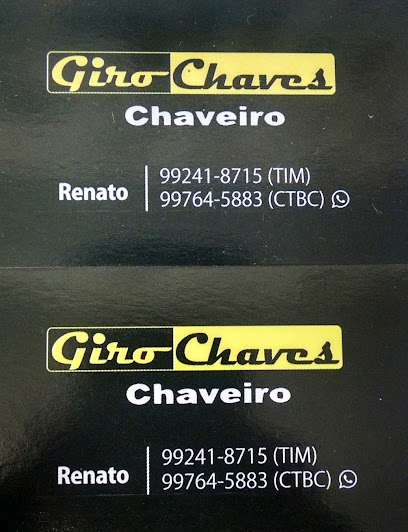 Giro Chaves
Chaveiro
99241-8715 (TIM)
Renato
99764-5883 (CTBC)
Giro Chaves
Chaveiro
99241-8715 (TIM)
Renato
99764-5883 (CTBC)